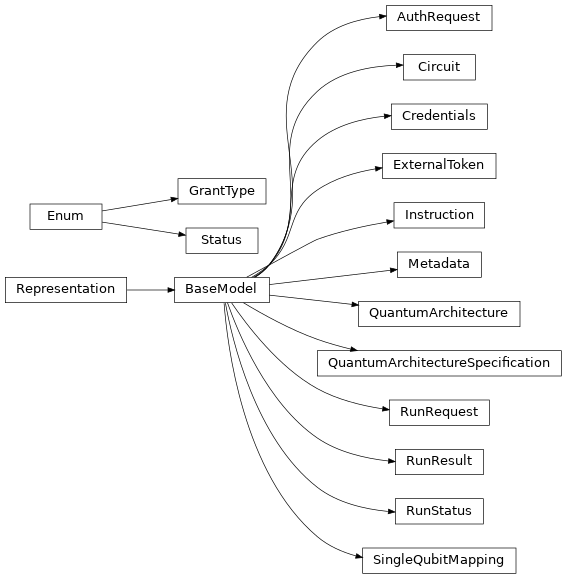 AuthRequest
Circuit
Credentials
ExternalToken
GrantType
Enum
Instruction
Status
Metadata
Representation
BaseModel
QuantumArchitecture
QuantumArchitectureSpecification
RunRequest
RunResult
RunStatus
SingleQubitMapping